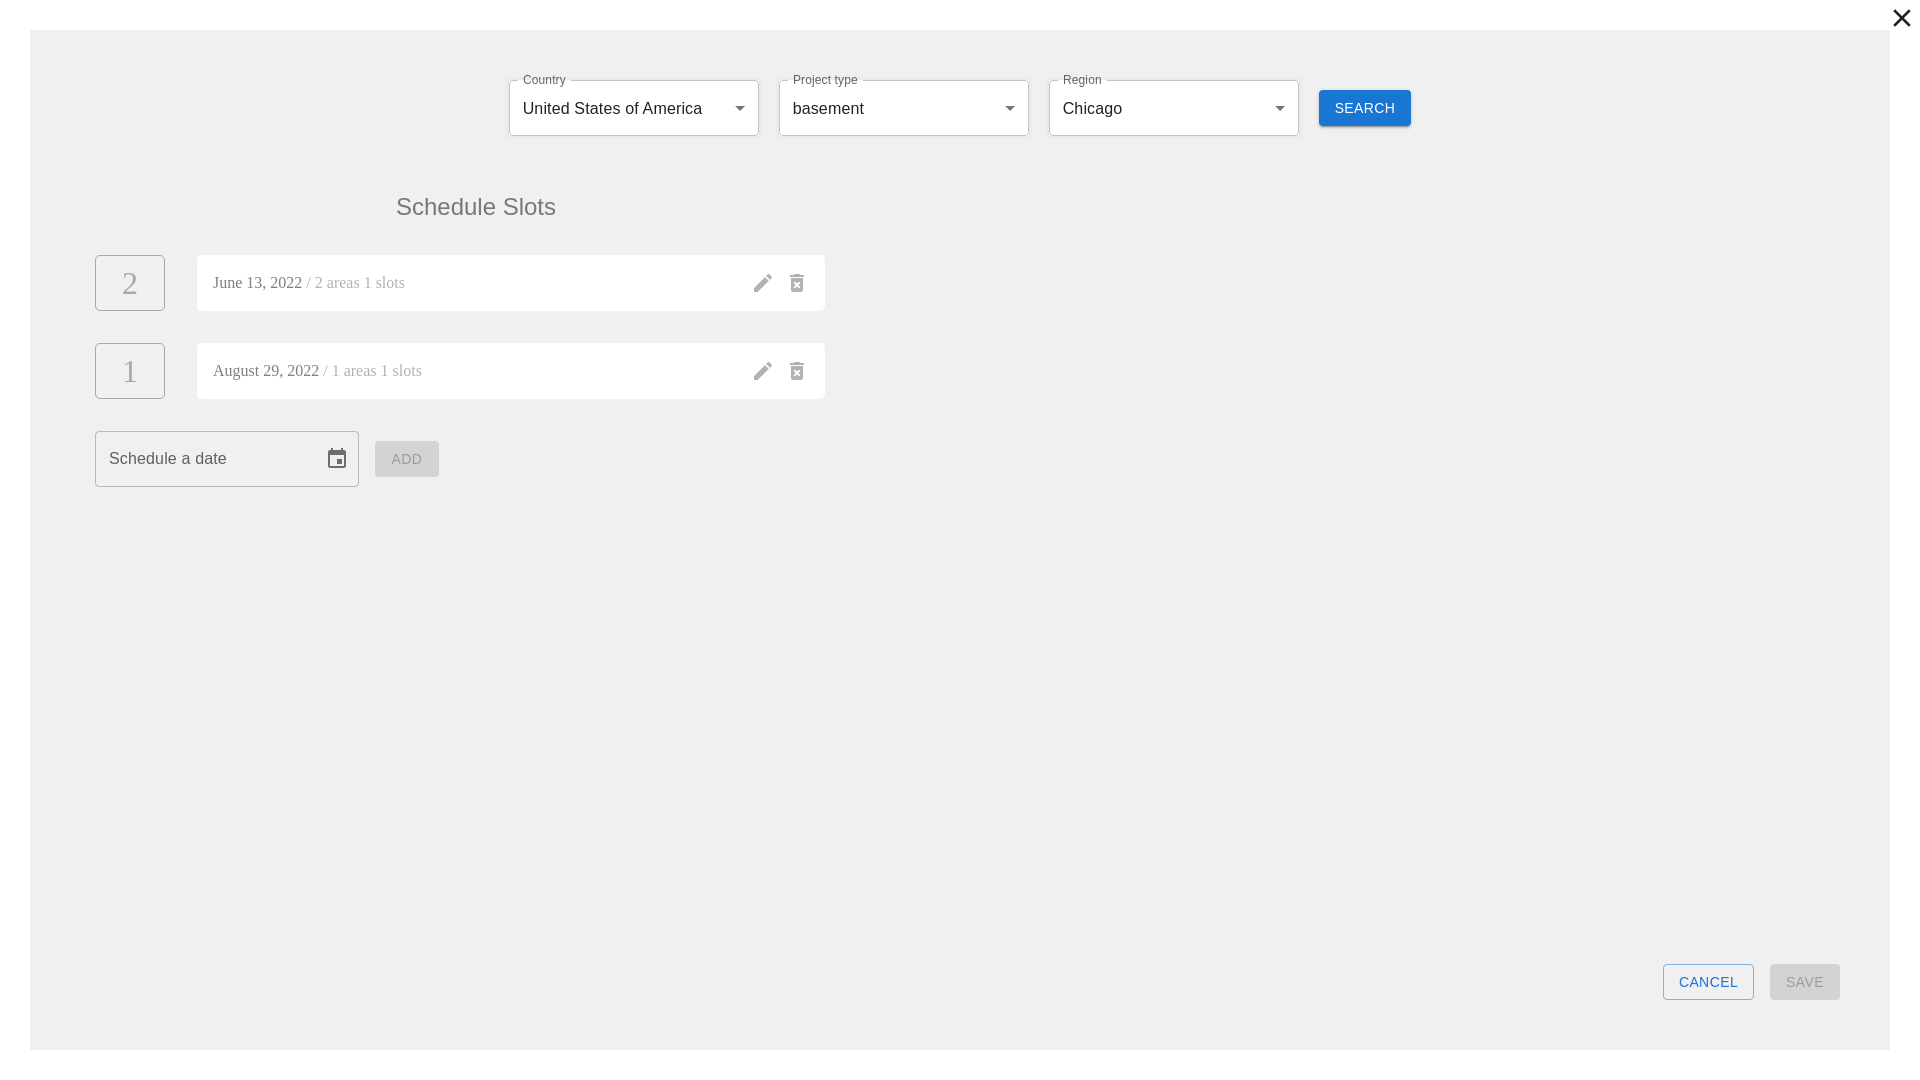 Country
United States of America
Project type
basement
Region
Chicago
SEARCH
Schedule Slots
2
June 13, 2022 / 2 areas 1 slots
1
August 29, 2022 / 1 areas 1 slots
Schedule a date
ADD
CANCEL
SAVE